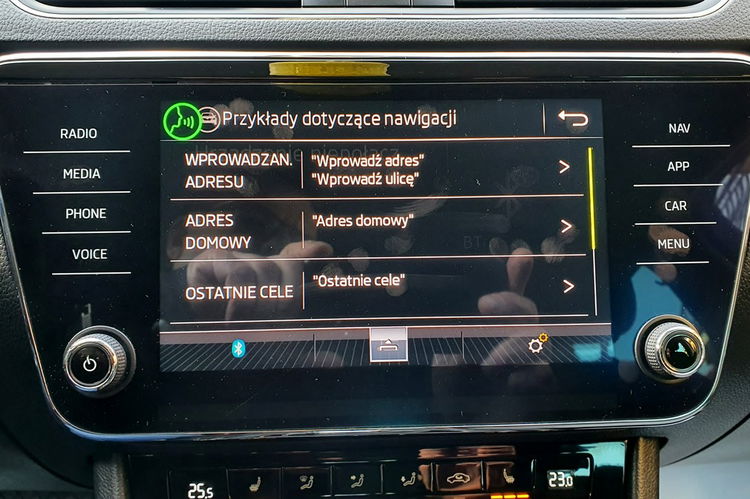 Przykłady dotyczące nawigacji
RADIO
MEDIA
PHONE
VOICE
WPROWADZAN.
ADRESU
"Wprowadź adres"
"Wprowadź ulicę"
ADRES
DOMOWY
"Adres domowy"
OSTATNIE CELE
"Ostatnie cele"
BT
NAV
APP
CAR
MENU
25.5
23.0